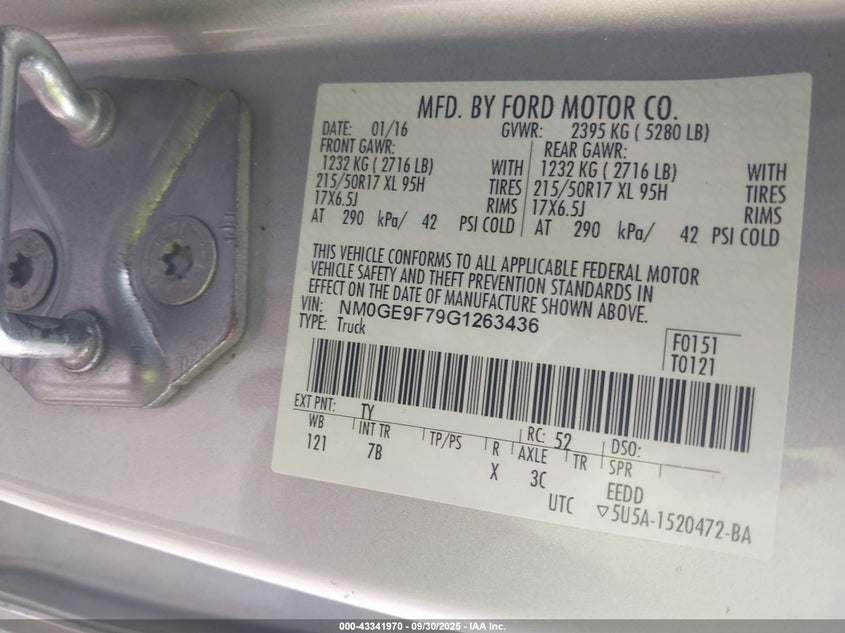 MFD. BY FORD MOTOR CO.
DATE: 01/16 GVWR: 2395 KG ( 5280 LB)
FRONT GAWR: REAR GAWR:
1232 KG ( 2716 LB) WITH 1232 KG ( 2716 LB) WITH
215/50R17 XL 95H TIRES 215/50R17 XL 95H TIRES
17X6.5J RIMS 17X6.5J RIMS
AT 290 kPa/ 42 PSI COLD AT 290 kPa/ 42 PSI COLD
THIS VEHICLE CONFORMS TO ALL APPLICABLE FEDERAL MOTOR
VEHICLE SAFETY AND THEFT PREVENTION STANDARDS IN
EFFECT ON THE DATE OF MANUFACTURE SHOWN ABOVE.
VIN: NM0GE9F79G1263436
TYPE: Truck
F0151
T0121
EXT PNT: TY RC: 52 DSO:
WB INT TR TP/PS R AXLE TR SPR
121 7B X 3C EEDD
UTC ▽5U5A-1520472-BA
000-43341970 - 09/30/2025 - IAA Inc.